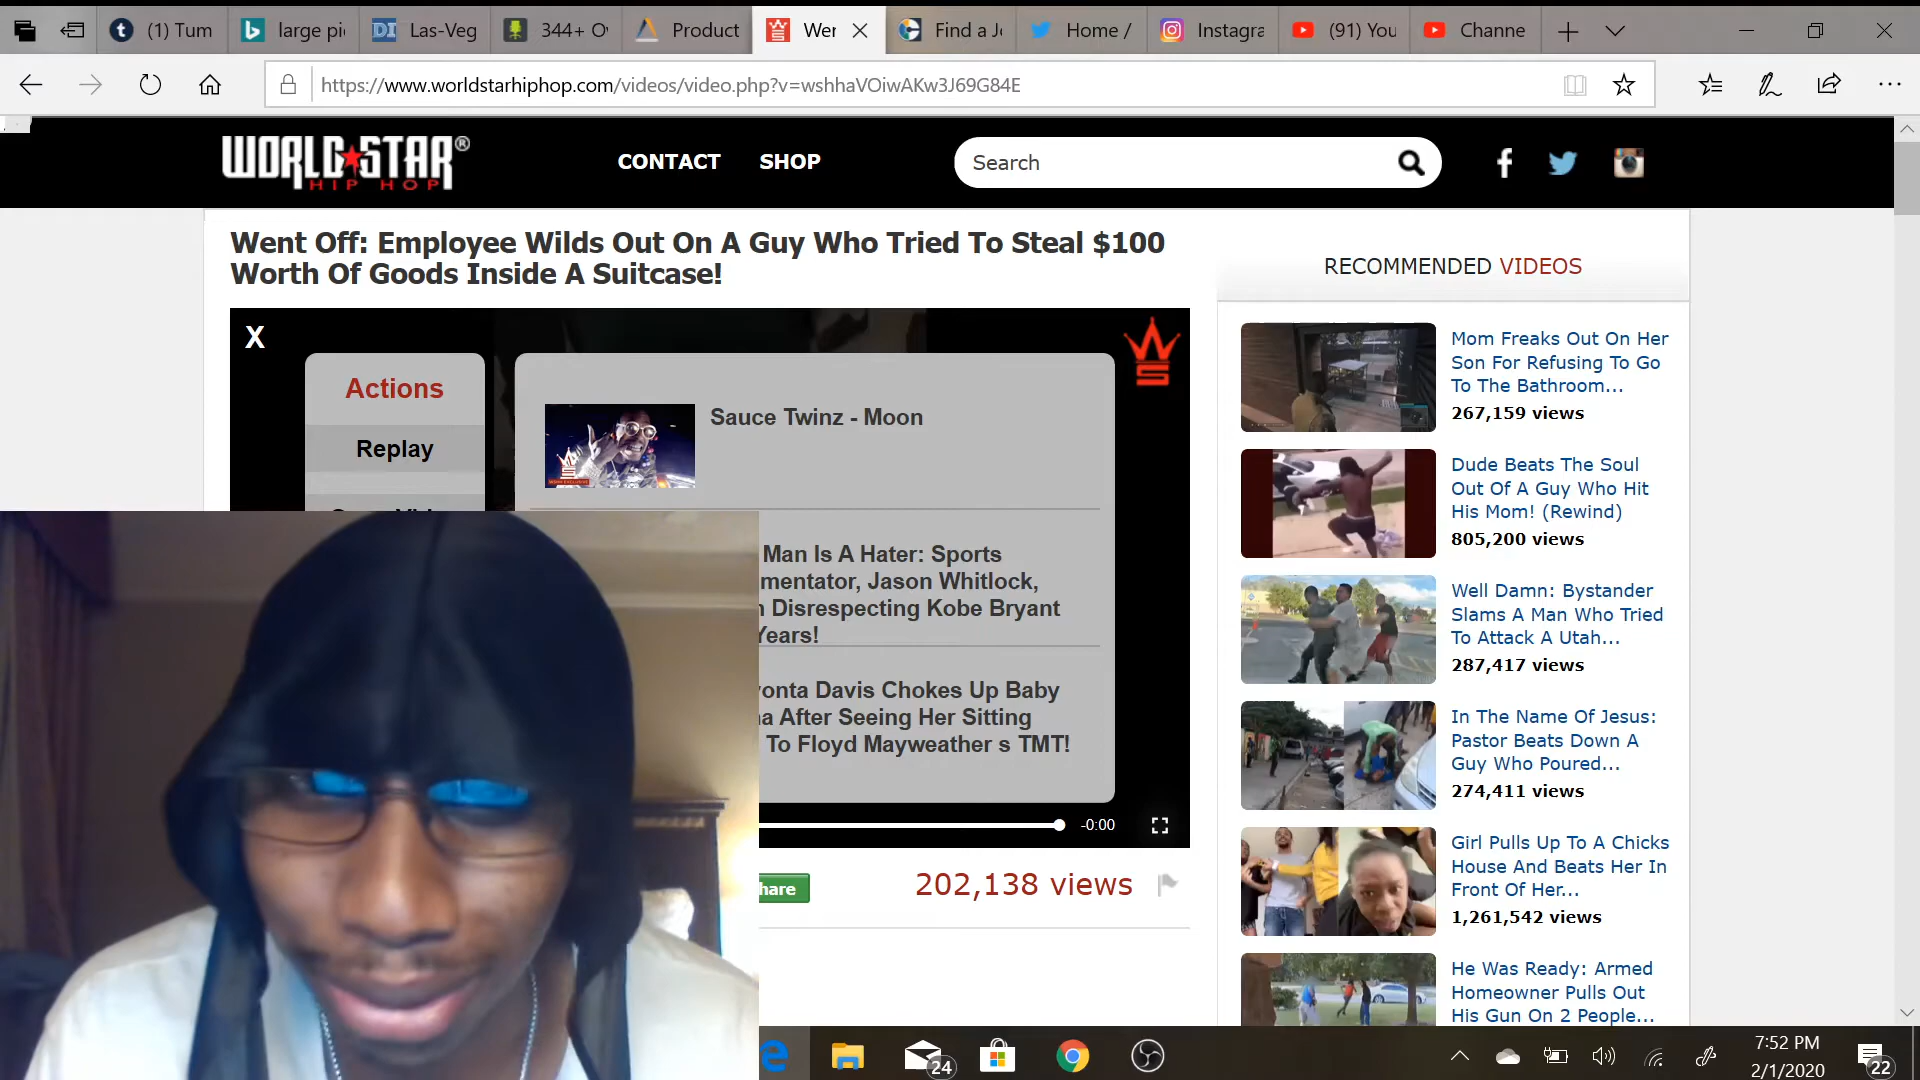 (1) Tum
large pi
Las-Veg
344+ O
Product
Wer
Find a J
Home /
Instagra
(91) You
Channe
https://www.worldstarhiphop.com/videos/video.php?v=wshhaVOiwAKw3J69G84E
WORLD STAR®
HIP HOP
CONTACT
SHOP
Search
Went Off: Employee Wilds Out On A Guy Who Tried To Steal $100
Worth Of Goods Inside A Suitcase!
X
Actions
Replay
Sauce Twinz - Moon
Man Is A Hater: Sports
mentator, Jason Whitlock,
Disrespecting Kobe Bryant
Years!
vonta Davis Chokes Up Baby
a After Seeing Her Sitting
To Floyd Mayweather s TMT!
-0:00
hare
202,138 views
RECOMMENDED VIDEOS
Mom Freaks Out On Her
Son For Refusing To Go
To The Bathroom...
267,159 views
Dude Beats The Soul
Out Of A Guy Who Hit
His Mom! (Rewind)
805,200 views
Well Damn: Bystander
Slams A Man Who Tried
To Attack A Utah...
287,417 views
In The Name Of Jesus:
Pastor Beats Down A
Guy Who Poured...
274,411 views
Girl Pulls Up To A Chicks
House And Beats Her In
Front Of Her...
1,261,542 views
He Was Ready: Armed
Homeowner Pulls Out
His Gun On 2 People...
24
7:52 PM
2/1/2020
22